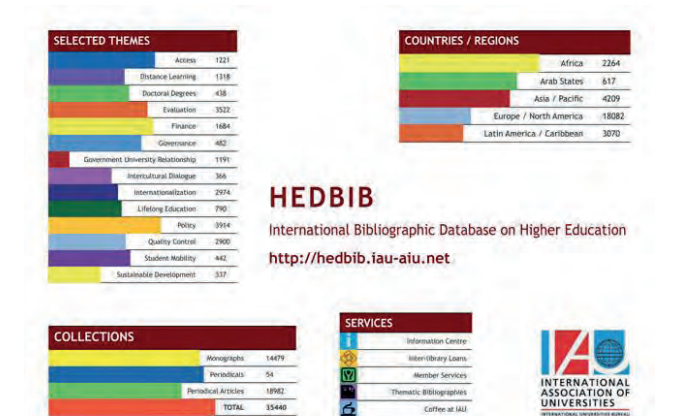 SELECTED THEMES
Access 1221
Distance Learning 1318
Doctoral Degrees 438
Evaluation 3522
Finance 1684
Governance 482
Government University Relationship 1191
Intercultural Dialogue 366
Internationalization 2974
Lifelong Education 790
Policy 3914
Quality Control 2900
Student Mobility 442
Sustainable Development 337
COUNTRIES / REGIONS
Africa 2264
Arab States 617
Asia / Pacific 4209
Europe / North America 18082
Latin America / Caribbean 3070
HEDBIB
International Bibliographic Database on Higher Education
http://hedbib.iau-aiu.net
COLLECTIONS
Monographs 14479
Periodicals 54
Periodical Articles 18982
TOTAL 35440
SERVICES
Information Centre
Inter-library Loans
Member Services
Thematic Bibliographies
Coffee at IAU
INTERNATIONAL
ASSOCIATION OF
UNIVERSITIES
INTERNATIONAL UNIVERSITIES BUREAU